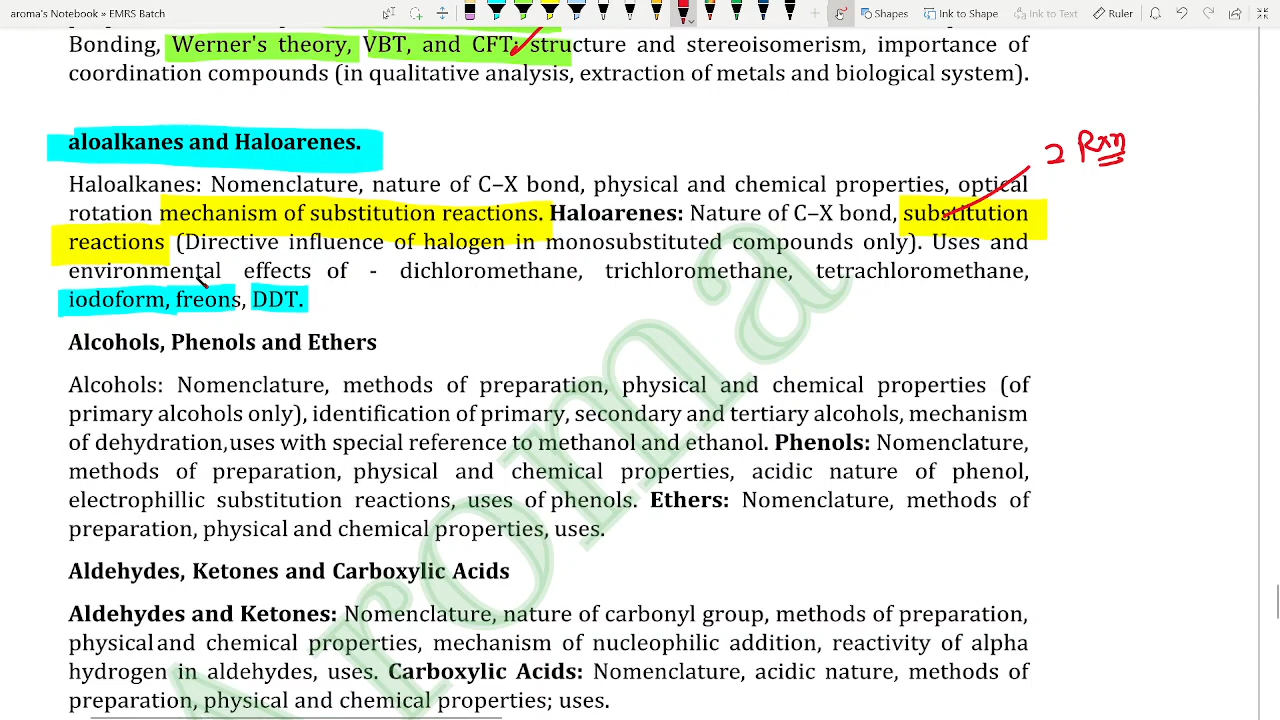 aroma's Notebook » EMRS Batch
Shapes
Ink to Shape
Ink to Text
Ruler
Bonding, Werner's theory, VBT, and CFT; structure and stereoisomerism, importance of
coordination compounds (in qualitative analysis, extraction of metals and biological system).
aloalkanes and Haloarenes.
2 Rxn
Haloalkanes: Nomenclature, nature of C–X bond, physical and chemical properties, optical
rotation mechanism of substitution reactions. Haloarenes: Nature of C–X bond, substitution
reactions (Directive influence of halogen in monosubstituted compounds only). Uses and
environmental effects of - dichloromethane, trichloromethane, tetrachloromethane,
iodoform, freons, DDT.
Alcohols, Phenols and Ethers
Alcohols: Nomenclature, methods of preparation, physical and chemical properties (of
primary alcohols only), identification of primary, secondary and tertiary alcohols, mechanism
of dehydration, uses with special reference to methanol and ethanol. Phenols: Nomenclature,
methods of preparation, physical and chemical properties, acidic nature of phenol,
electrophillic substitution reactions, uses of phenols. Ethers: Nomenclature, methods of
preparation, physical and chemical properties, uses.
Aldehydes, Ketones and Carboxylic Acids
Aldehydes and Ketones: Nomenclature, nature of carbonyl group, methods of preparation,
physical and chemical properties, mechanism of nucleophilic addition, reactivity of alpha
hydrogen in aldehydes, uses. Carboxylic Acids: Nomenclature, acidic nature, methods of
preparation, physical and chemical properties; uses.
Aroma